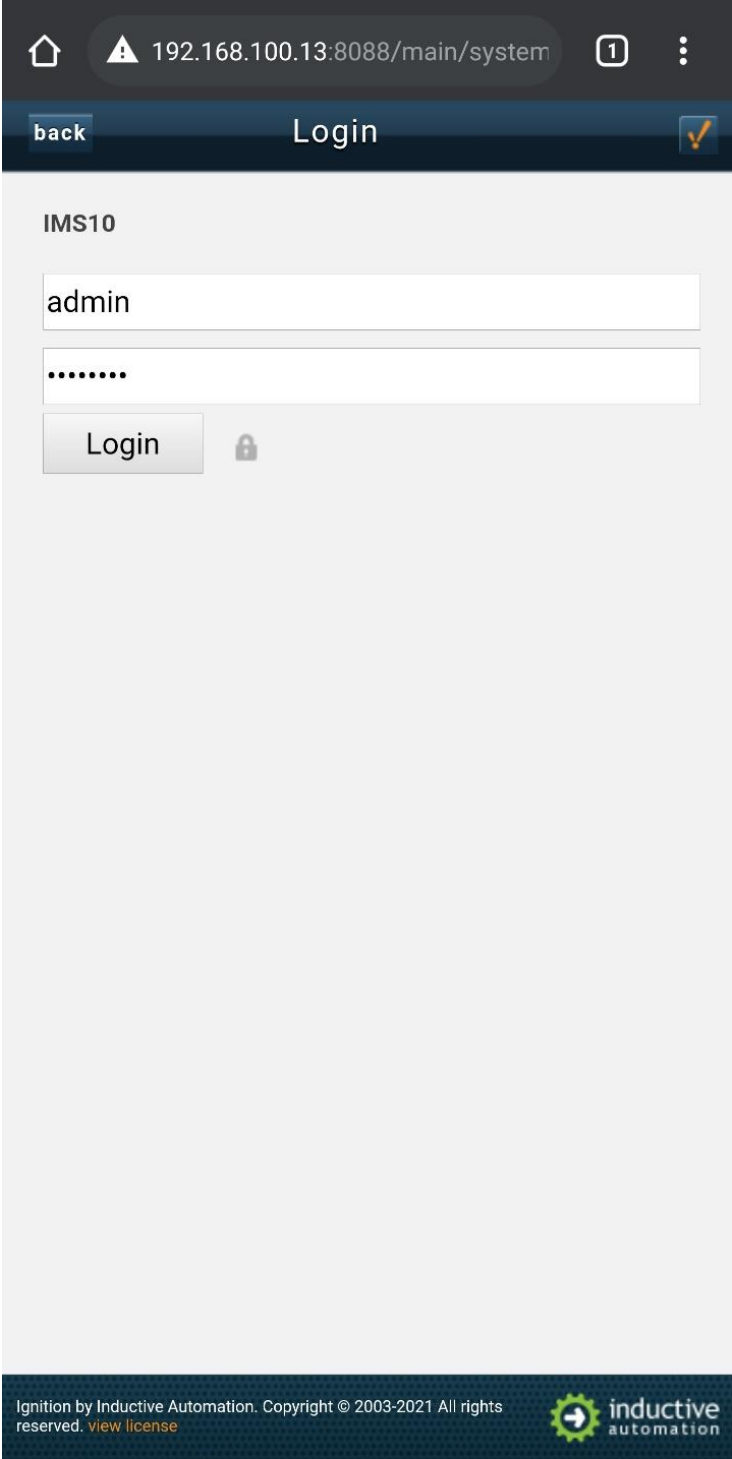 192.168.100.13:8088/main/system
1
back
Login
IMS10
admin
••••••••
Login
Ignition by Inductive Automation. Copyright © 2003-2021 All rights
reserved. view license
inductive
automation